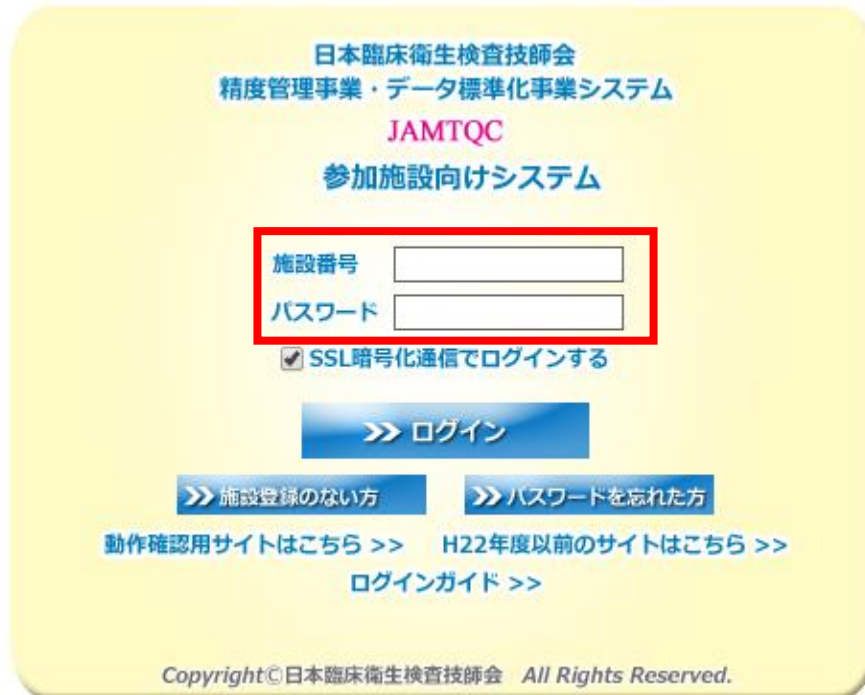 日本臨床衛生検査技師会
精度管理事業・データ標準化事業システム
JAMTQC
参加施設向けシステム
施設番号
パスワード
SSL暗号化通信でログインする
>> ログイン
>> 施設登録のない方
>> パスワードを忘れた方
動作確認用サイトはこちら >>
H22年度以前のサイトはこちら >>
ログインガイド >>
Copyright©日本臨床衛生検査技師会 All Rights Reserved.